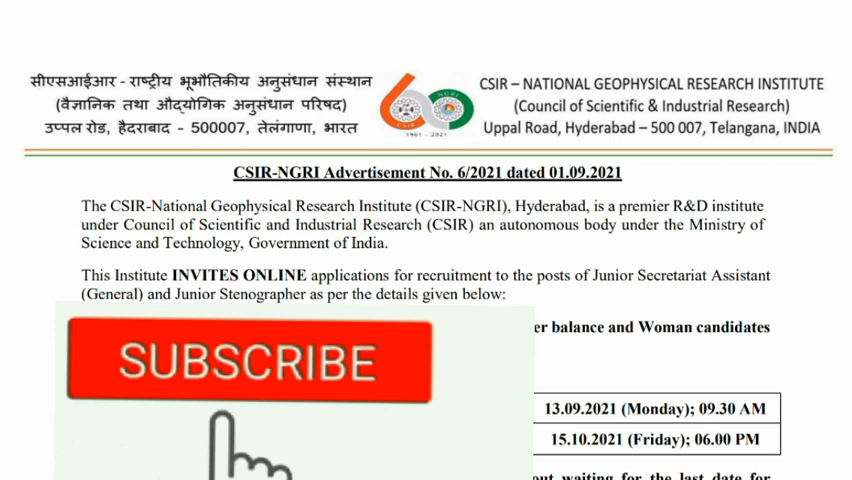 सीएसआईआर - राष्ट्रीय भूभौतिकीय अनुसंधान संस्थान
(वैज्ञानिक तथा औद्योगिक अनुसंधान परिषद)
उप्पल रोड, हैदराबाद – 500007, तेलंगाणा, भारत
CSIR
NGRI
1961 - 2021
CSIR – NATIONAL GEOPHYSICAL RESEARCH INSTITUTE
(Council of Scientific & Industrial Research)
Uppal Road, Hyderabad – 500 007, Telangana, INDIA
CSIR-NGRI Advertisement No. 6/2021 dated 01.09.2021
The CSIR-National Geophysical Research Institute (CSIR-NGRI), Hyderabad, is a premier R&D institute
under Council of Scientific and Industrial Research (CSIR) an autonomous body under the Ministry of
Science and Technology, Government of India.
This Institute INVITES ONLINE applications for recruitment to the posts of Junior Secretariat Assistant
(General) and Junior Stenographer as per the details given below:
er balance and Woman candidates
SUBSCRIBE
13.09.2021 (Monday); 09.30 AM
15.10.2021 (Friday); 06.00 PM
out waiting for the last date for